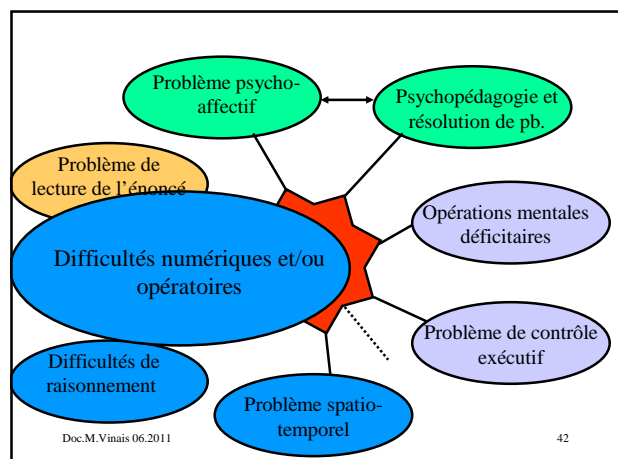 Problème psycho-
affectif
Psychopédagogie et
résolution de pb.
Problème de
lecture de l'énoncé
Opérations mentales
déficitaires
Difficultés numériques et/ou
opératoires
Problème de contrôle
exécutif
Difficultés de
raisonnement
Problème spatio-
temporel
Doc.M.Vinais 06.2011
42